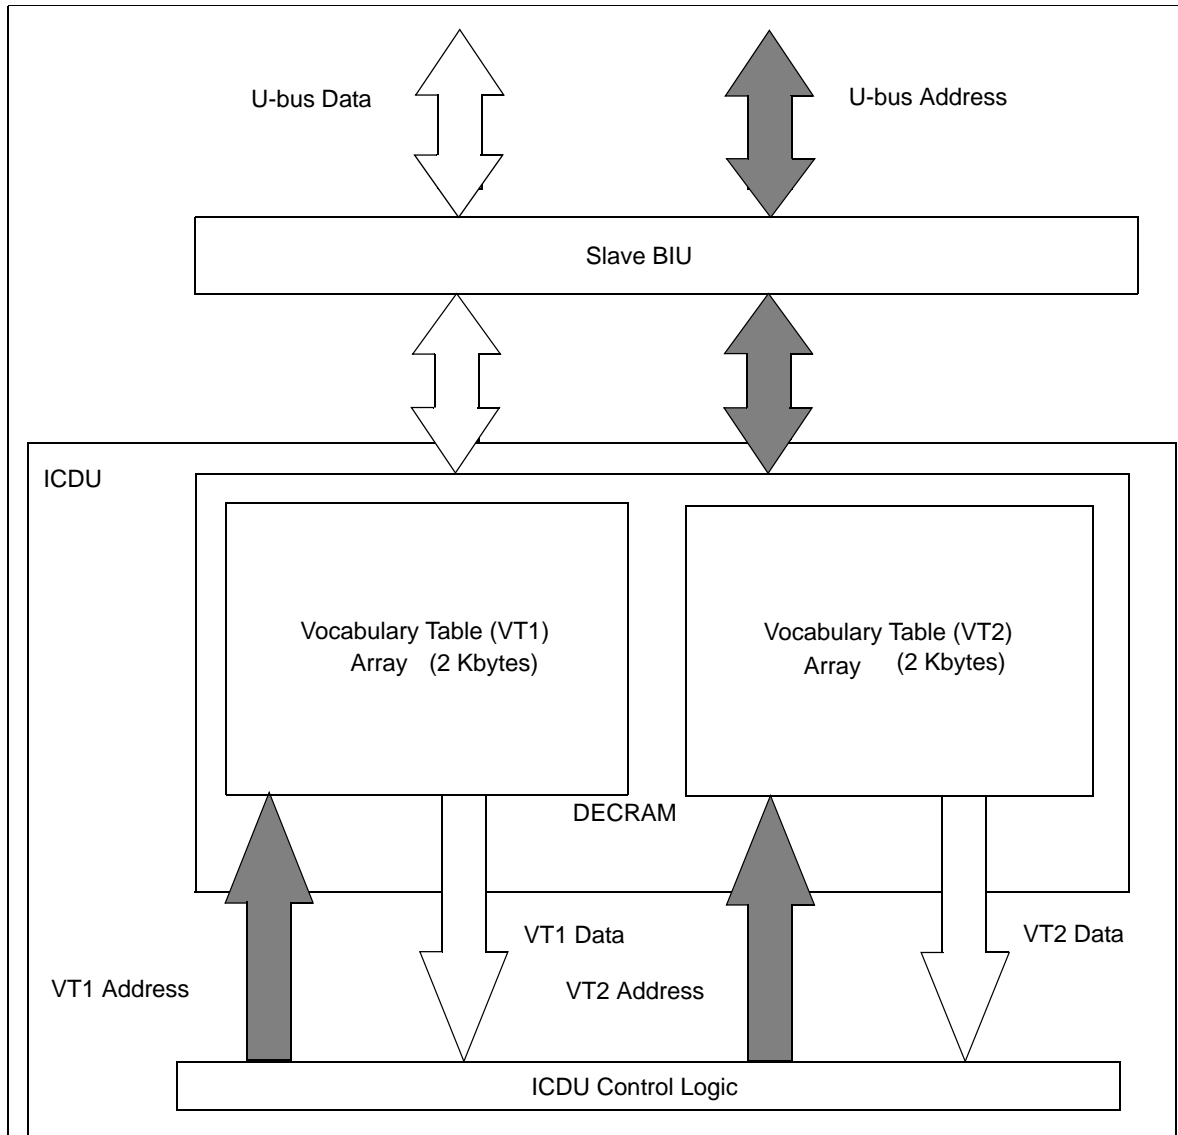 U-bus Data
U-bus Address
Slave BIU
ICDU
Vocabulary Table (VT1)
Array (2 Kbytes)
Vocabulary Table (VT2)
Array (2 Kbytes)
DECRAM
VT1 Data
VT2 Data
VT1 Address
VT2 Address
ICDU Control Logic